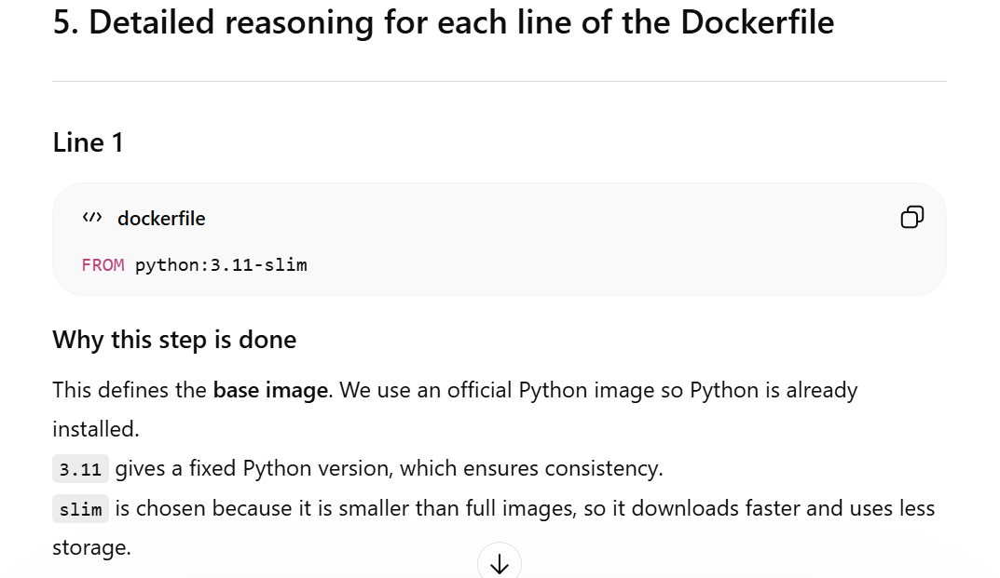 5. Detailed reasoning for each line of the Dockerfile
Line 1
dockerfile
FROM python:3.11-slim
Why this step is done
This defines the base image. We use an official Python image so Python is already
installed.
3.11 gives a fixed Python version, which ensures consistency.
slim is chosen because it is smaller than full images, so it downloads faster and uses less
storage.